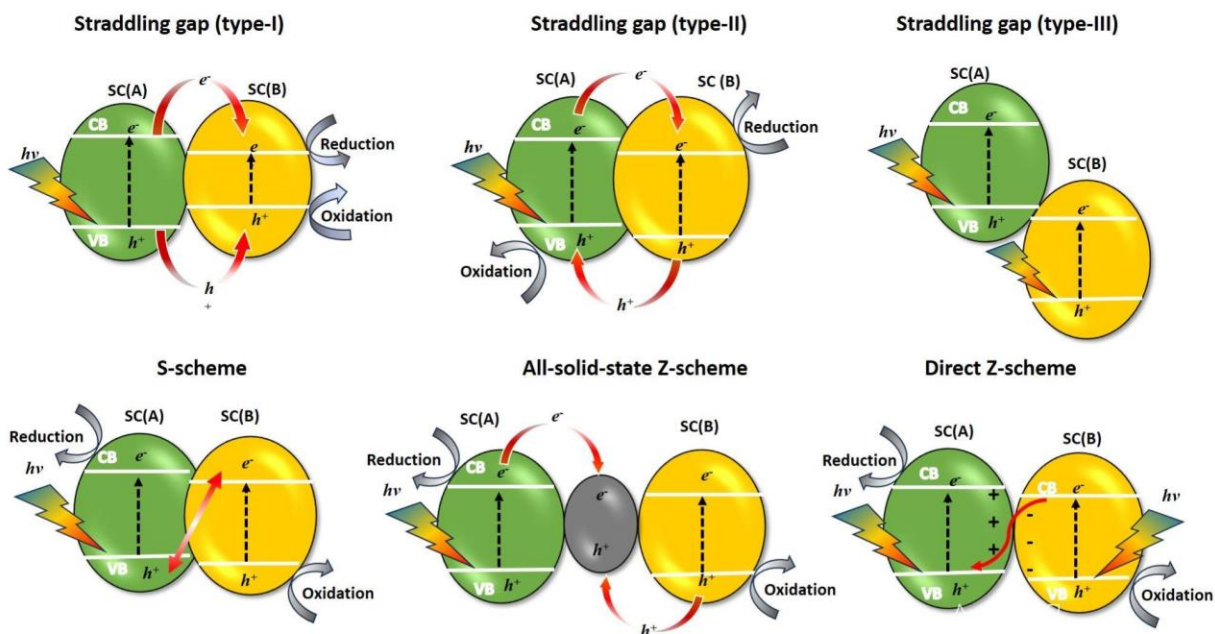 Straddling gap (type-I)
SC(A)
SC(B)
e-
CB
e-
e
Reduction
hv
h+
Oxidation
VB
h+
h
+
Straddling gap (type-II)
SC(A)
SC (B)
e-
CB
e-
e-
Reduction
hv
VB
h+
h+
Oxidation
h+
Straddling gap (type-III)
SC(A)
CB
e-
hv
SC(B)
VB
h+
e-
h+
S-scheme
SC(A)
SC(B)
Reduction
CB
e-
e-
hv
VB
h+
h+
Oxidation
All-solid-state Z-scheme
SC(A)
e-
SC(B)
Reduction
CB
e-
e-
e-
hv
h+
VB
h+
h+
Oxidation
h+
Direct Z-scheme
SC(A)
SC(B)
Reduction
CB
e-
CB
e-
hv
hv
+
+
+
-
-
-
VB
h+
VB
h+
Oxidation